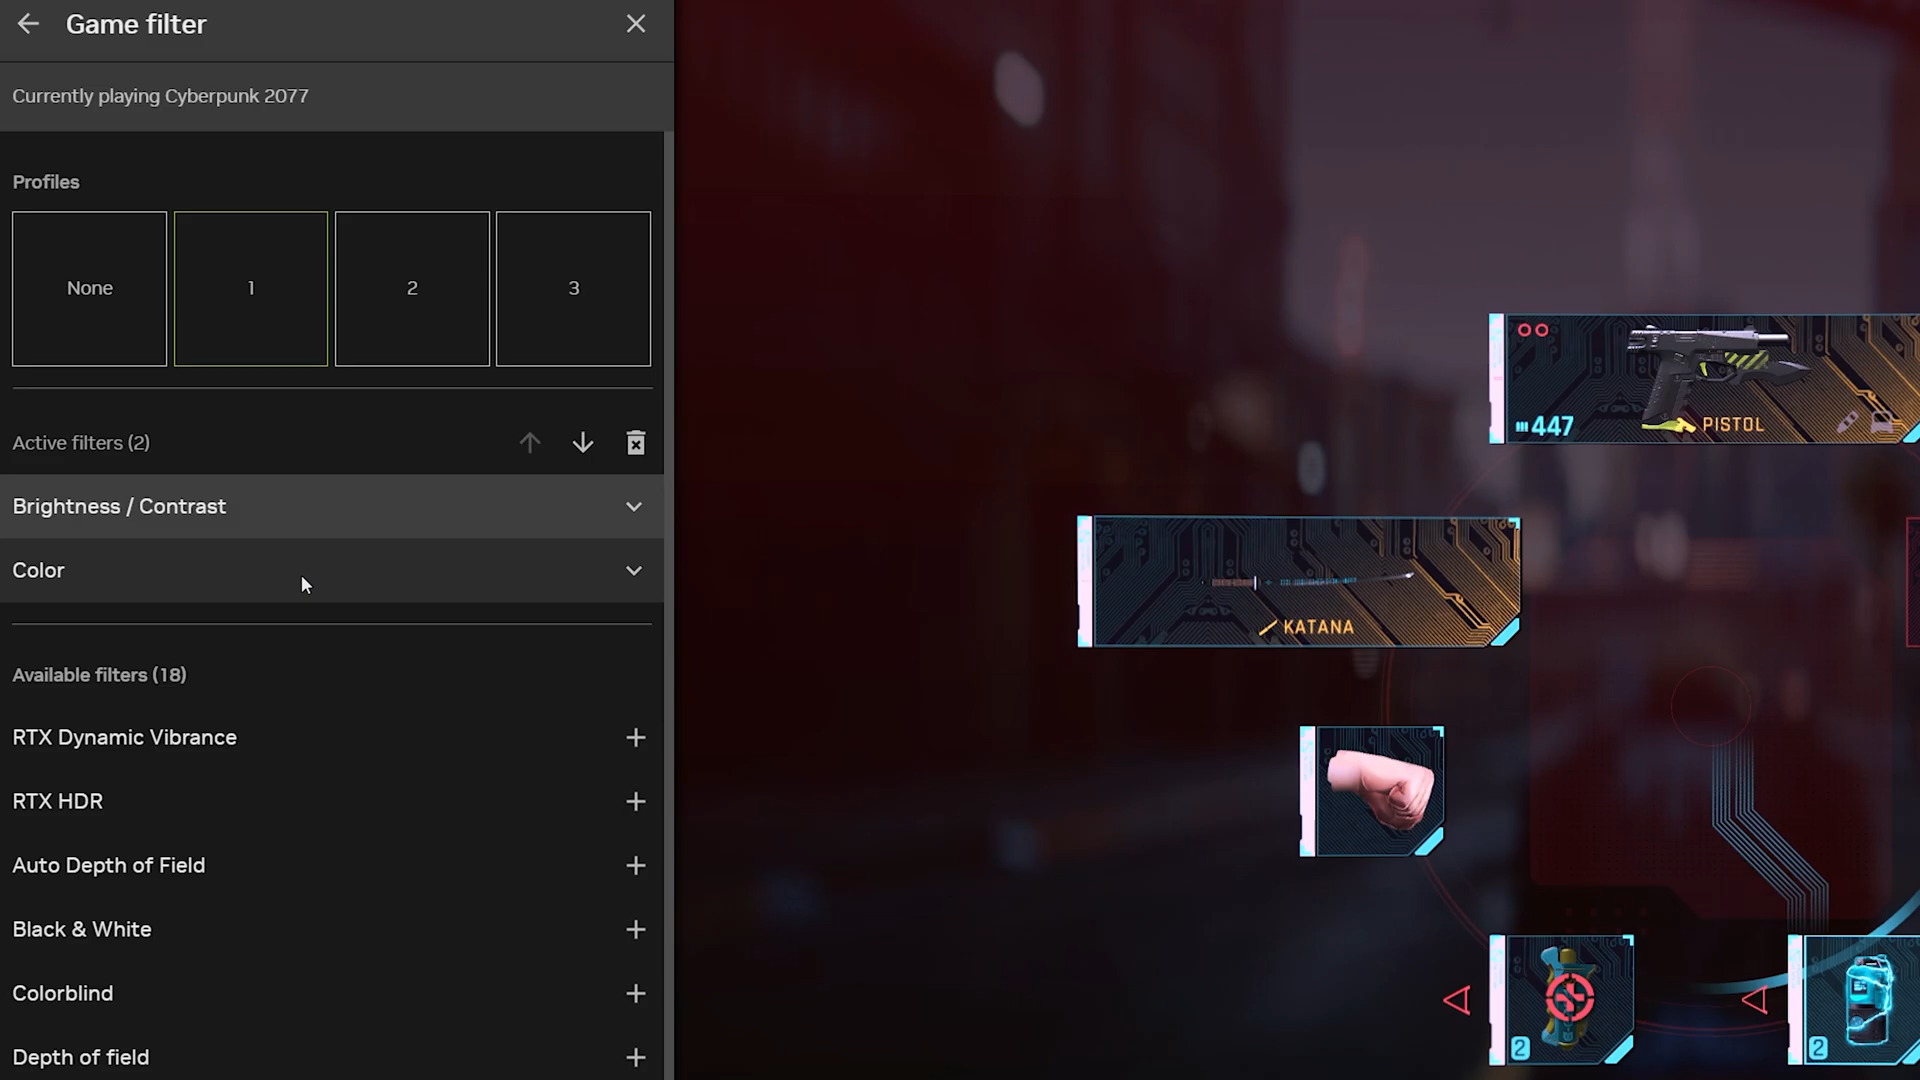 Game filter
Currently playing Cyberpunk 2077
Profiles
None
1
2
3
Active filters (2)
Brightness / Contrast
Color
Available filters (18)
RTX Dynamic Vibrance
RTX HDR
Auto Depth of Field
Black & White
Colorblind
Depth of field
447
PISTOL
KATANA
2
2